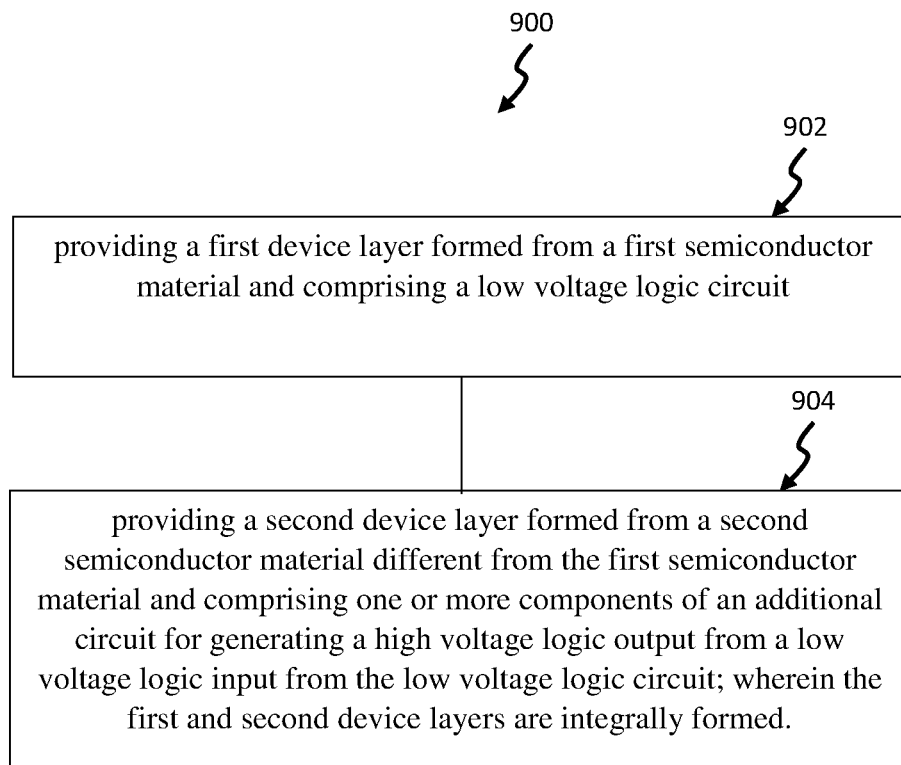 900
902
providing a first device layer formed from a first semiconductor
material and comprising a low voltage logic circuit
904
providing a second device layer formed from a second
semiconductor material different from the first semiconductor
material and comprising one or more components of an additional
circuit for generating a high voltage logic output from a low
voltage logic input from the low voltage logic circuit; wherein the
first and second device layers are integrally formed.